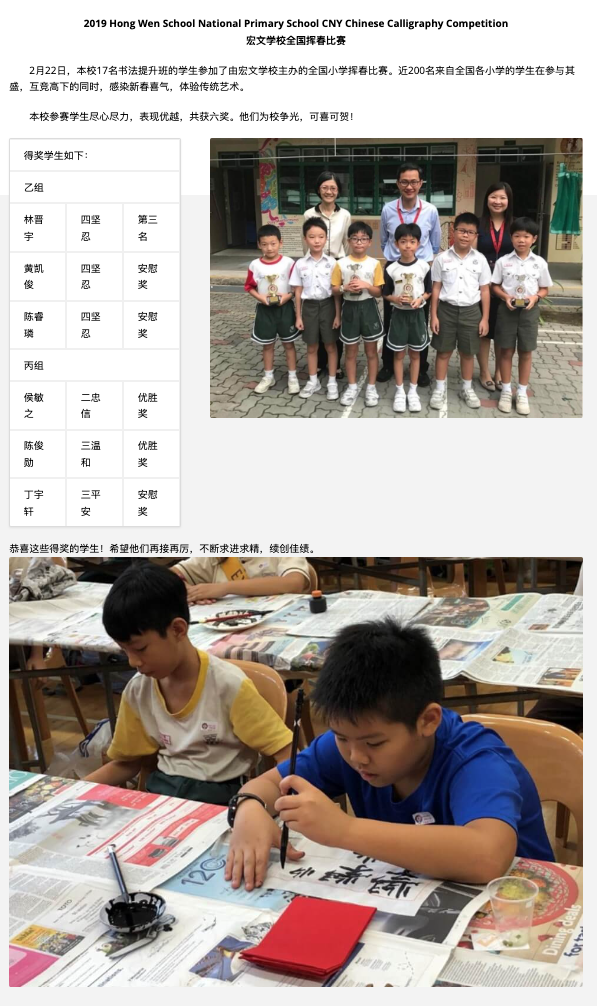 2019 Hong Wen School National Primary School CNY Chinese Calligraphy Competition
宏文学校全国挥春比赛
2月22日，本校17名书法提升班的学生参加了由宏文学校主办的全国小学挥春比赛。近200名来自全国各小学的学生在参与其
盛，互竞高下的同时，感染新春喜气，体验传统艺术。
本校参赛学生尽心尽力，表现优越，共获六奖。他们为校争光，可喜可贺！
得奖学生如下：
乙组
林晋宇 四坚忍 第三名
黄凯俊 四坚忍 安慰奖
陈睿璘 四坚忍 安慰奖
丙组
侯敏之 二忠信 优胜奖
陈俊勋 三温和 优胜奖
丁宇轩 三平安 安慰奖
恭喜这些得奖的学生！希望他们再接再厉，不断求进求精，续创佳绩。
120
Dining deals